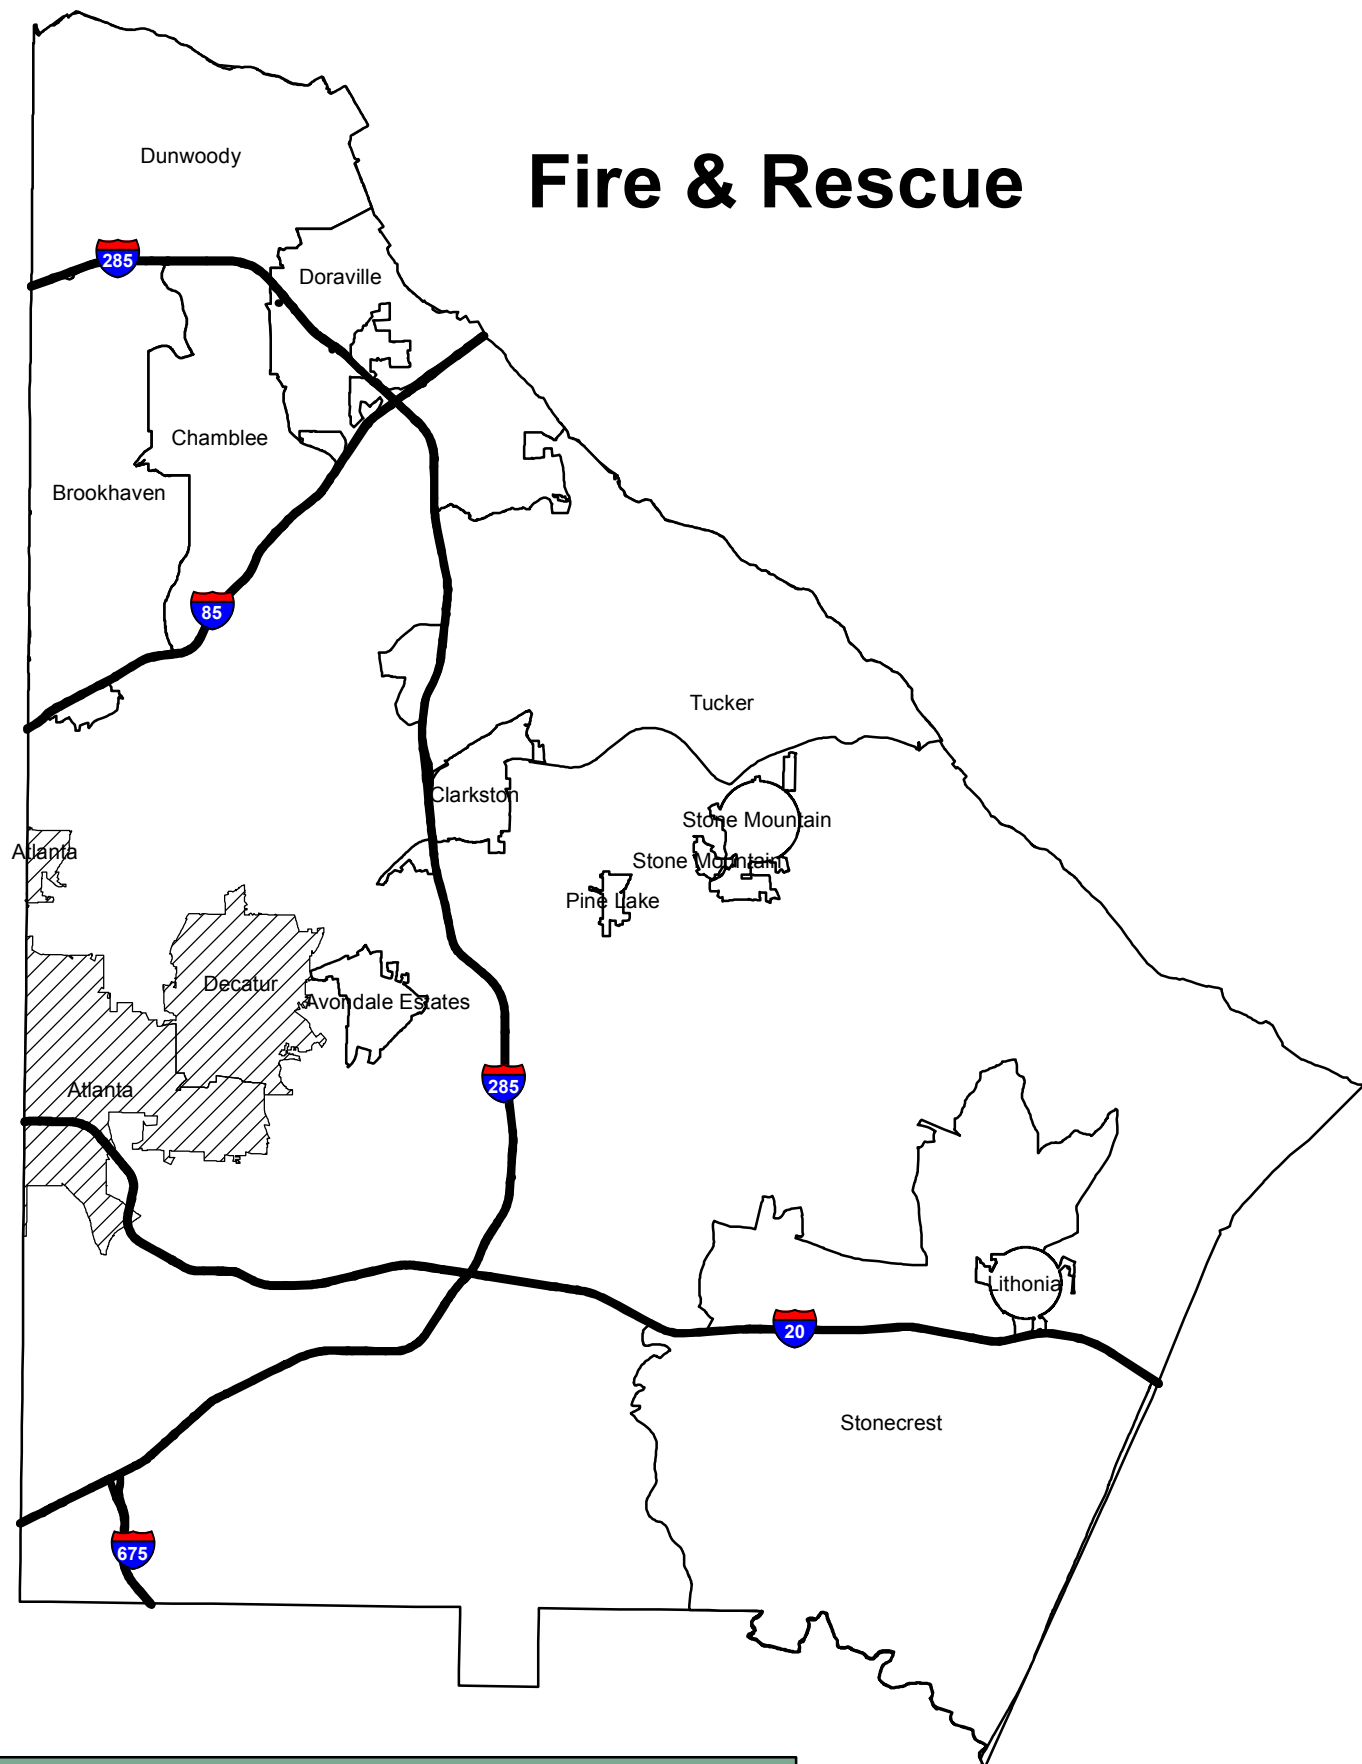 Dunwoody
Fire & Rescue
285
Doraville
Chamblee
Brookhaven
85
Tucker
Clarkston
Stone Mountain
Atlanta
Stone Mountain
Pine Lake
Decatur
Avondale Estates
285
Atlanta
Lithonia
20
Stonecrest
675